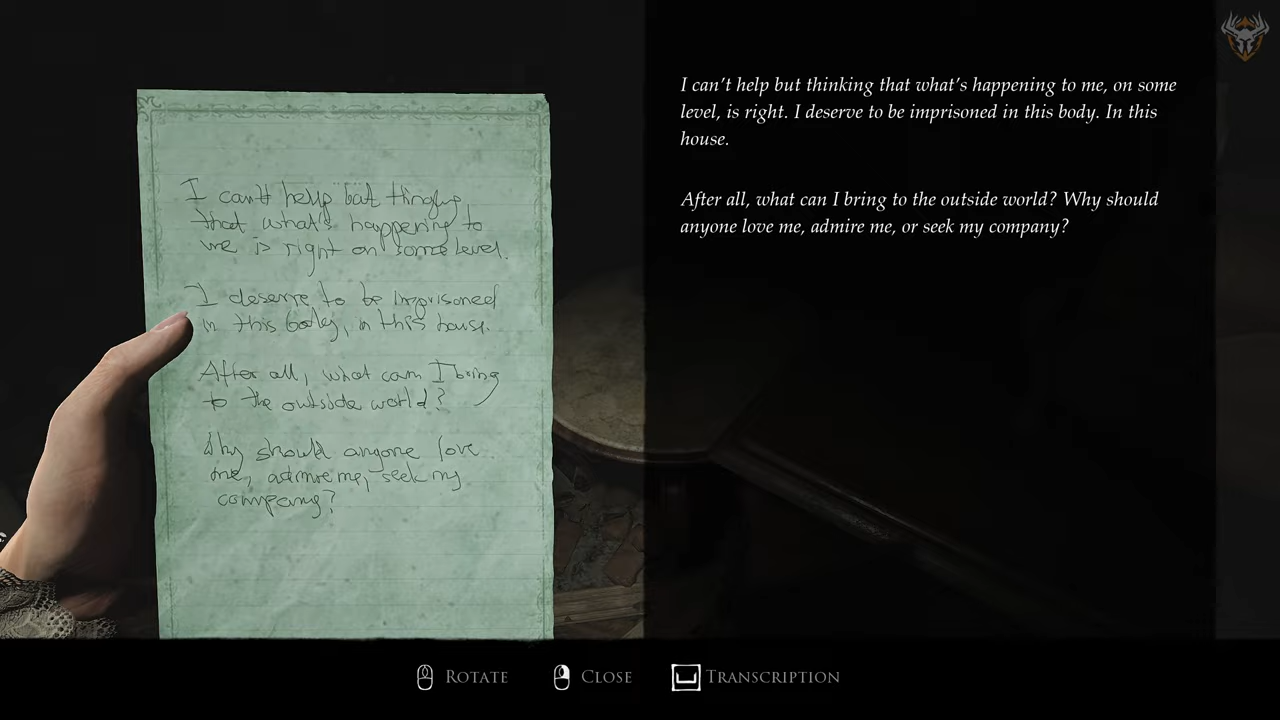 I can't help but thinging
that what's happening to
me is right on some level.
I deserve to be imprisoned
in this body, in this house.
After all, what can I bring
to the outside world?
Why should anyone love
me, admire me, seek my
company?
I can't help but thinking that what's happening to me, on some
level, is right. I deserve to be imprisoned in this body. In this
house.
After all, what can I bring to the outside world? Why should
anyone love me, admire me, or seek my company?
ROTATE CLOSE TRANSCRIPTION